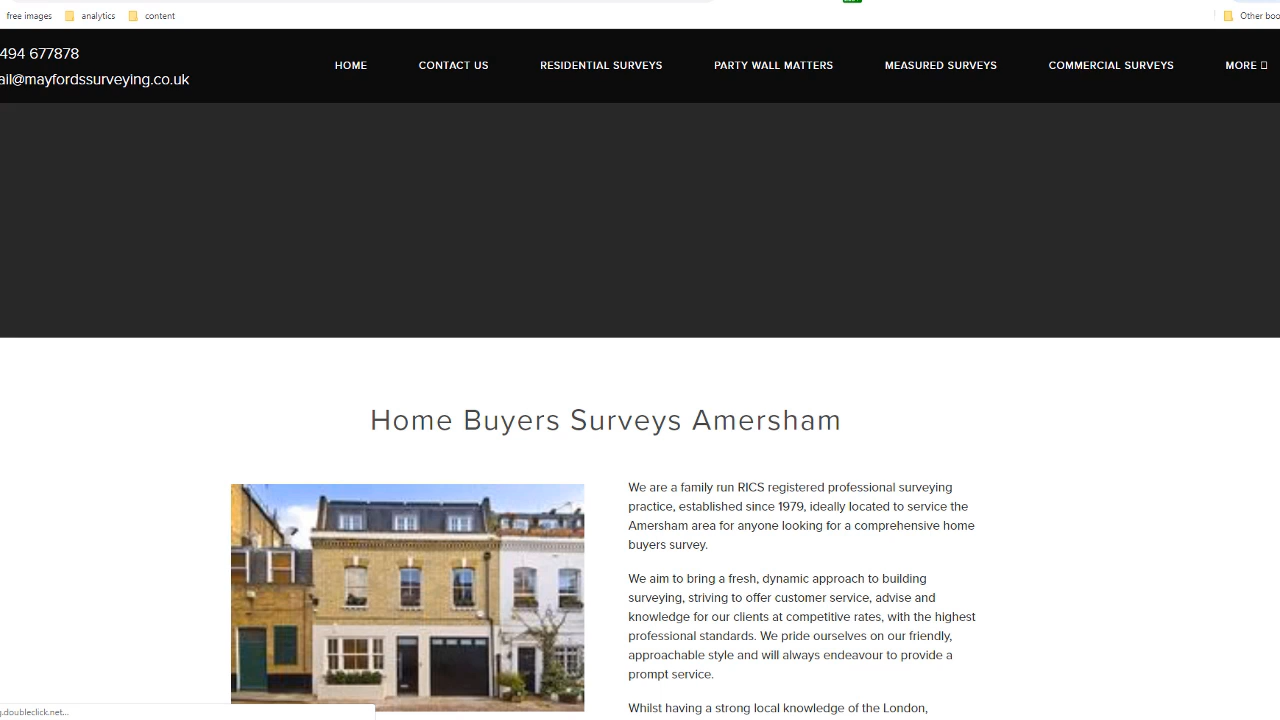 free images analytics content Other boo
494 677878
ail@mayfordssurveying.co.uk
HOME CONTACT US RESIDENTIAL SURVEYS PARTY WALL MATTERS MEASURED SURVEYS COMMERCIAL SURVEYS MORE
Home Buyers Surveys Amersham
We are a family run RICS registered professional surveying
practice, established since 1979, ideally located to service the
Amersham area for anyone looking for a comprehensive home
buyers survey.
We aim to bring a fresh, dynamic approach to building
surveying, striving to offer customer service, advise and
knowledge for our clients at competitive rates, with the highest
professional standards. We pride ourselves on our friendly,
approachable style and will always endeavour to provide a
prompt service.
Whilst having a strong local knowledge of the London,
g.doubleclick.net...